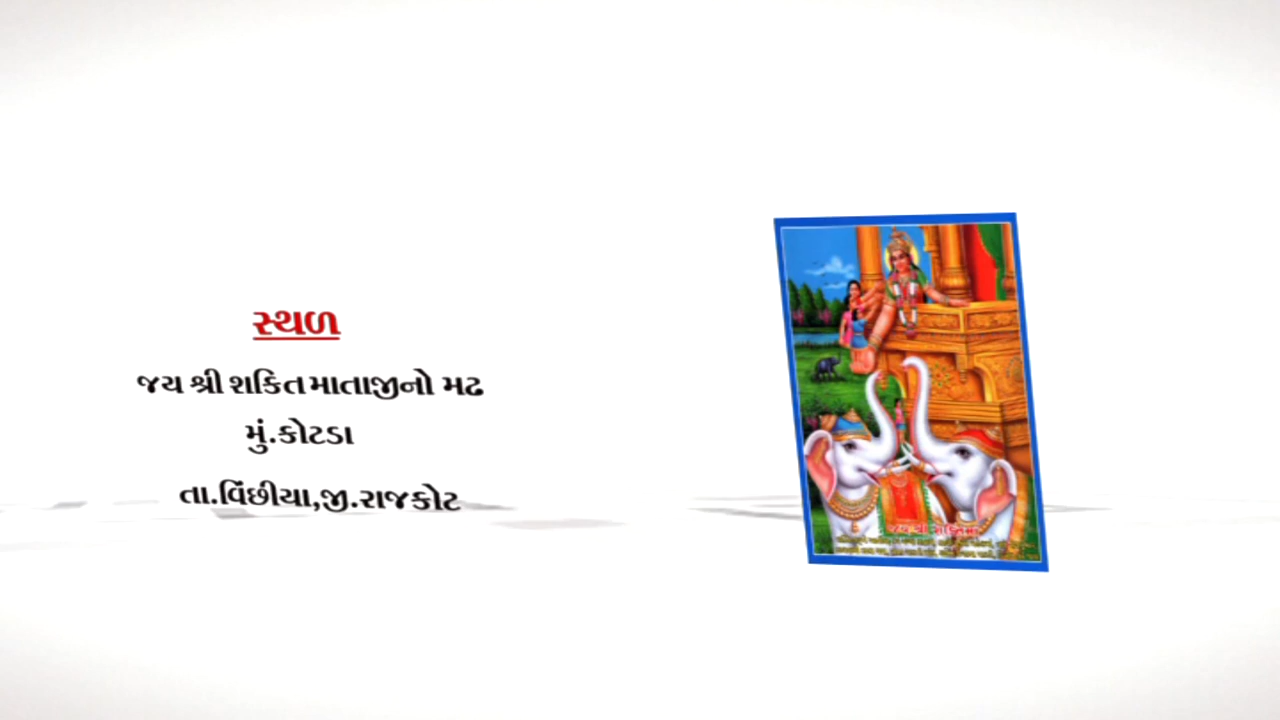 સ્થળ
જય શ્રી શકિત માતાજીનો મઢ
મું.કોટડા
તા.વિંછીયા,જી.રાજકોટ